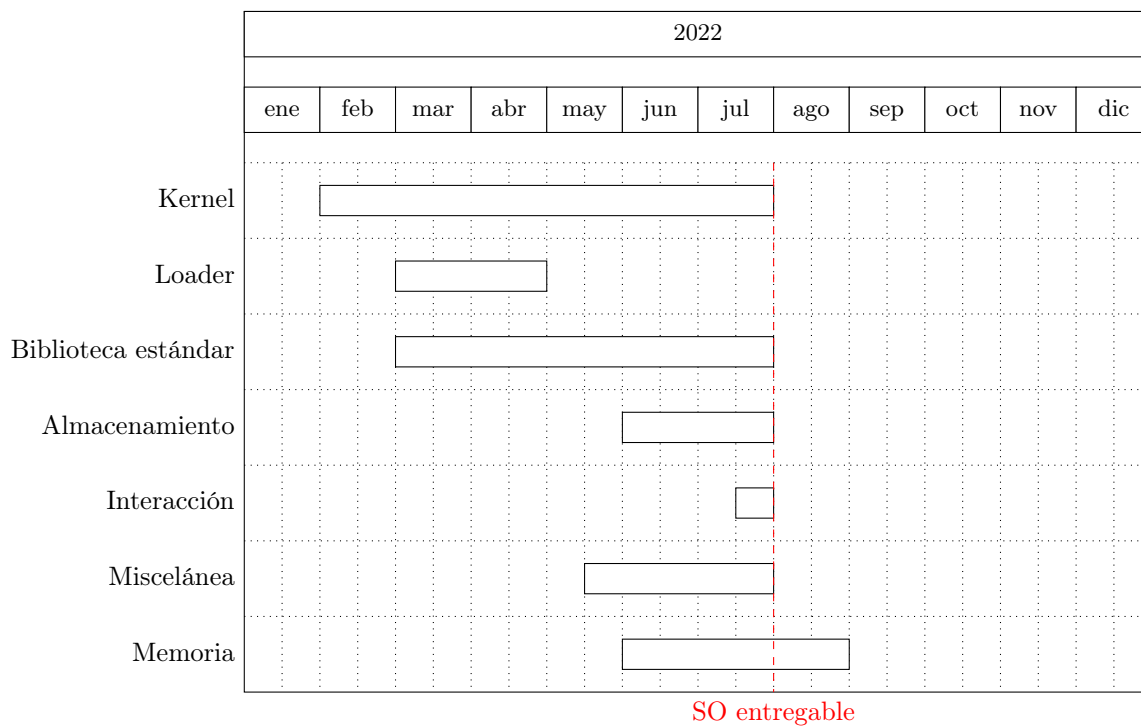 2022
ene feb mar abr may jun jul ago sep oct nov dic
Kernel
Loader
Biblioteca estándar
Almacenamiento
Interacción
Miscelánea
Memoria
SO entregable